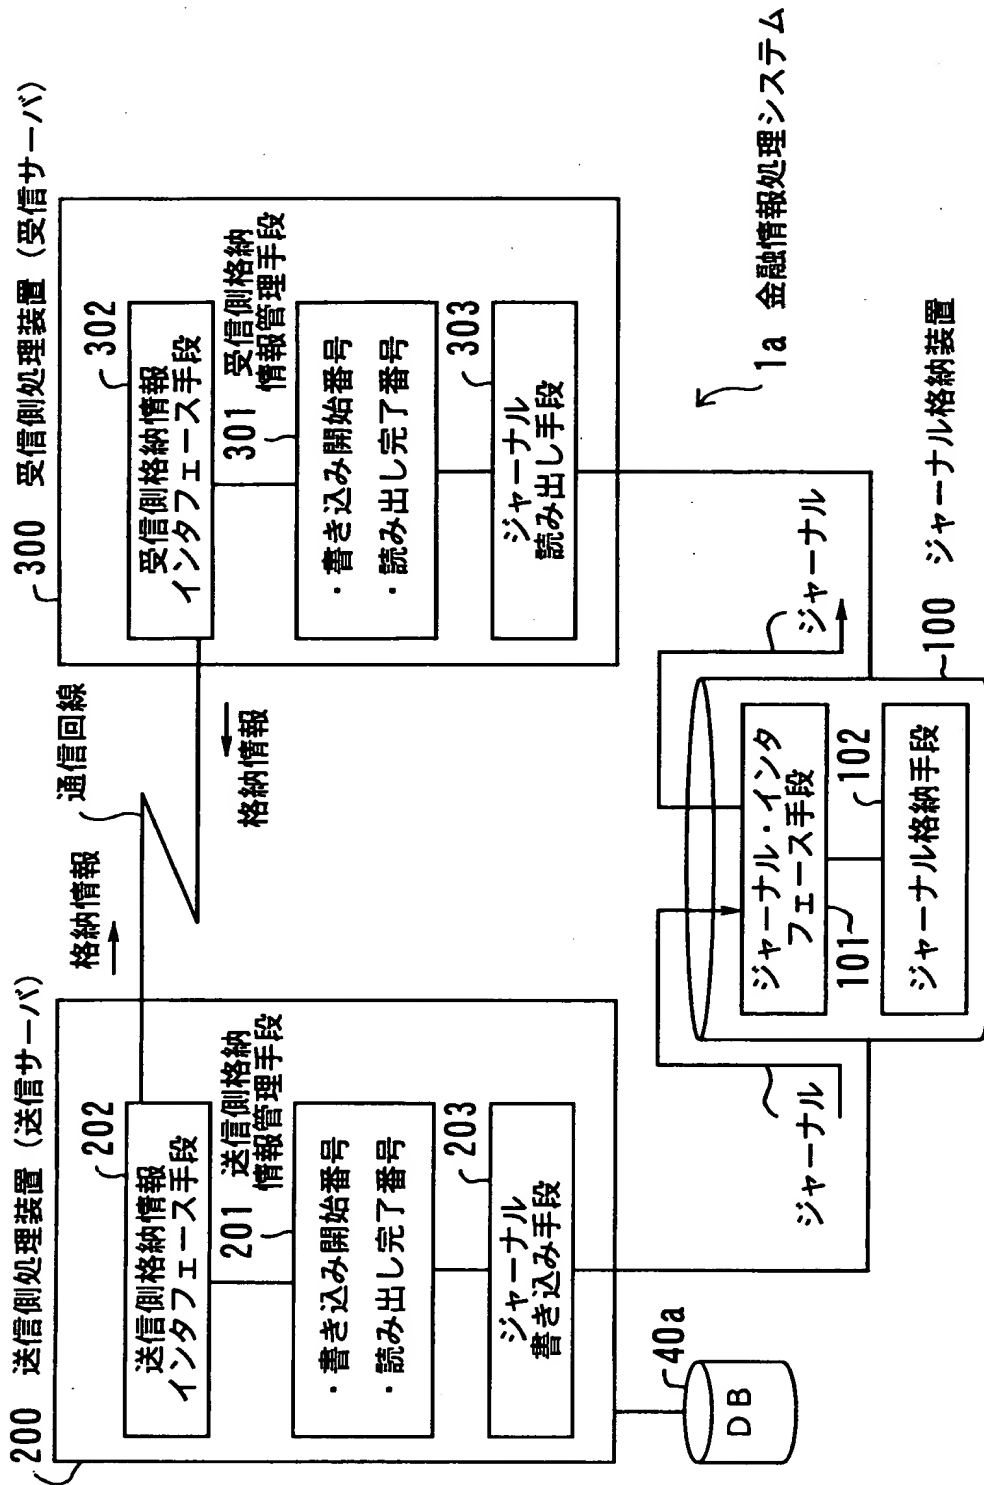 200 送信側処理装置（送信サーバ）
202
送信側格納情報
インタフェース手段
201 送信側格納
情報管理手段
・書き込み開始番号
・読み出し完了番号
203
ジャーナル
書き込み手段
40a
DB
格納情報
通信回線
格納情報
300 受信側処理装置（受信サーバ）
302
受信側格納情報
インタフェース手段
301 受信側格納
情報管理手段
・書き込み開始番号
・読み出し完了番号
303
ジャーナル
読み出し手段
1a 金融情報処理システム
ジャーナル
ジャーナル
ジャーナル・インタ
フェース手段
101
102
ジャーナル格納手段
100 ジャーナル格納装置